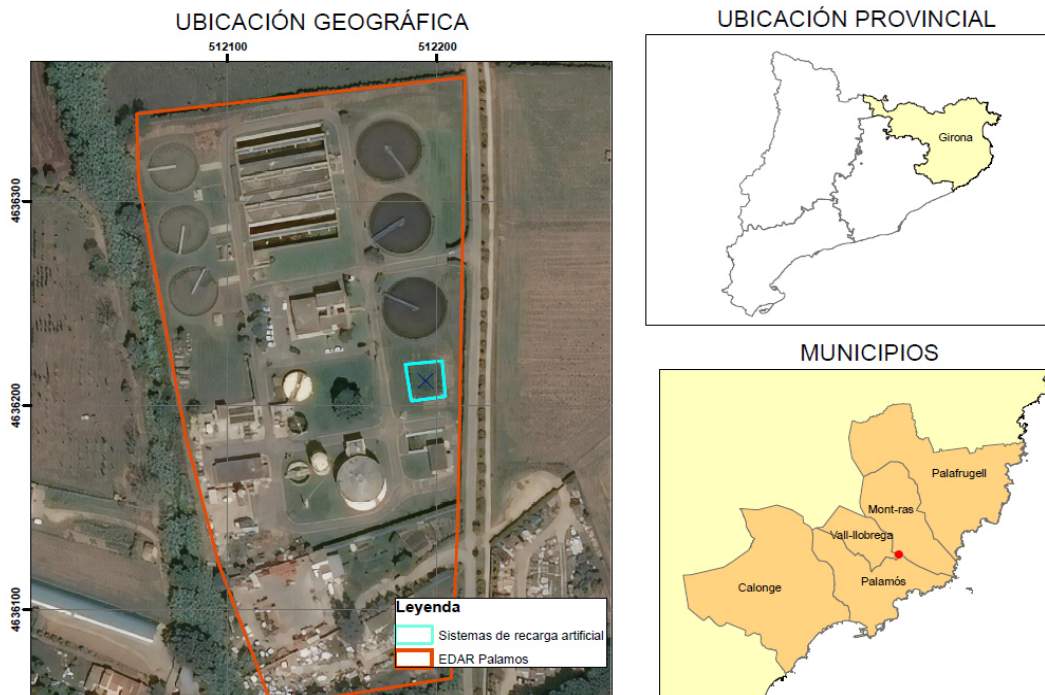 UBICACIÓN GEOGRÁFICA
512100
512200
4636300
4636200
4636100
Leyenda
Sistemas de recarga artificial
EDAR Palamos
UBICACIÓN PROVINCIAL
Girona
MUNICIPIOS
Palafrugell
Mont-ras
Vall-llobrega
Calonge
Palamós